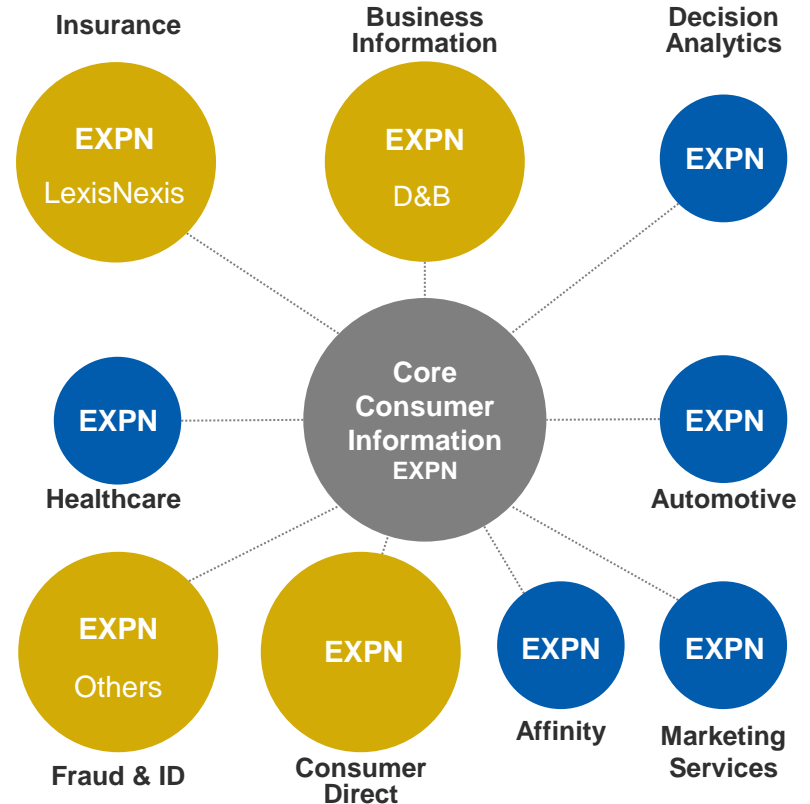 Insurance
Business
Information
Decision
Analytics
EXPN
LexisNexis
EXPN
D&B
EXPN
Core
Consumer
Information
EXPN
EXPN
Healthcare
EXPN
Automotive
EXPN
Others
Fraud & ID
EXPN
Consumer
Direct
EXPN
Affinity
EXPN
Marketing
Services